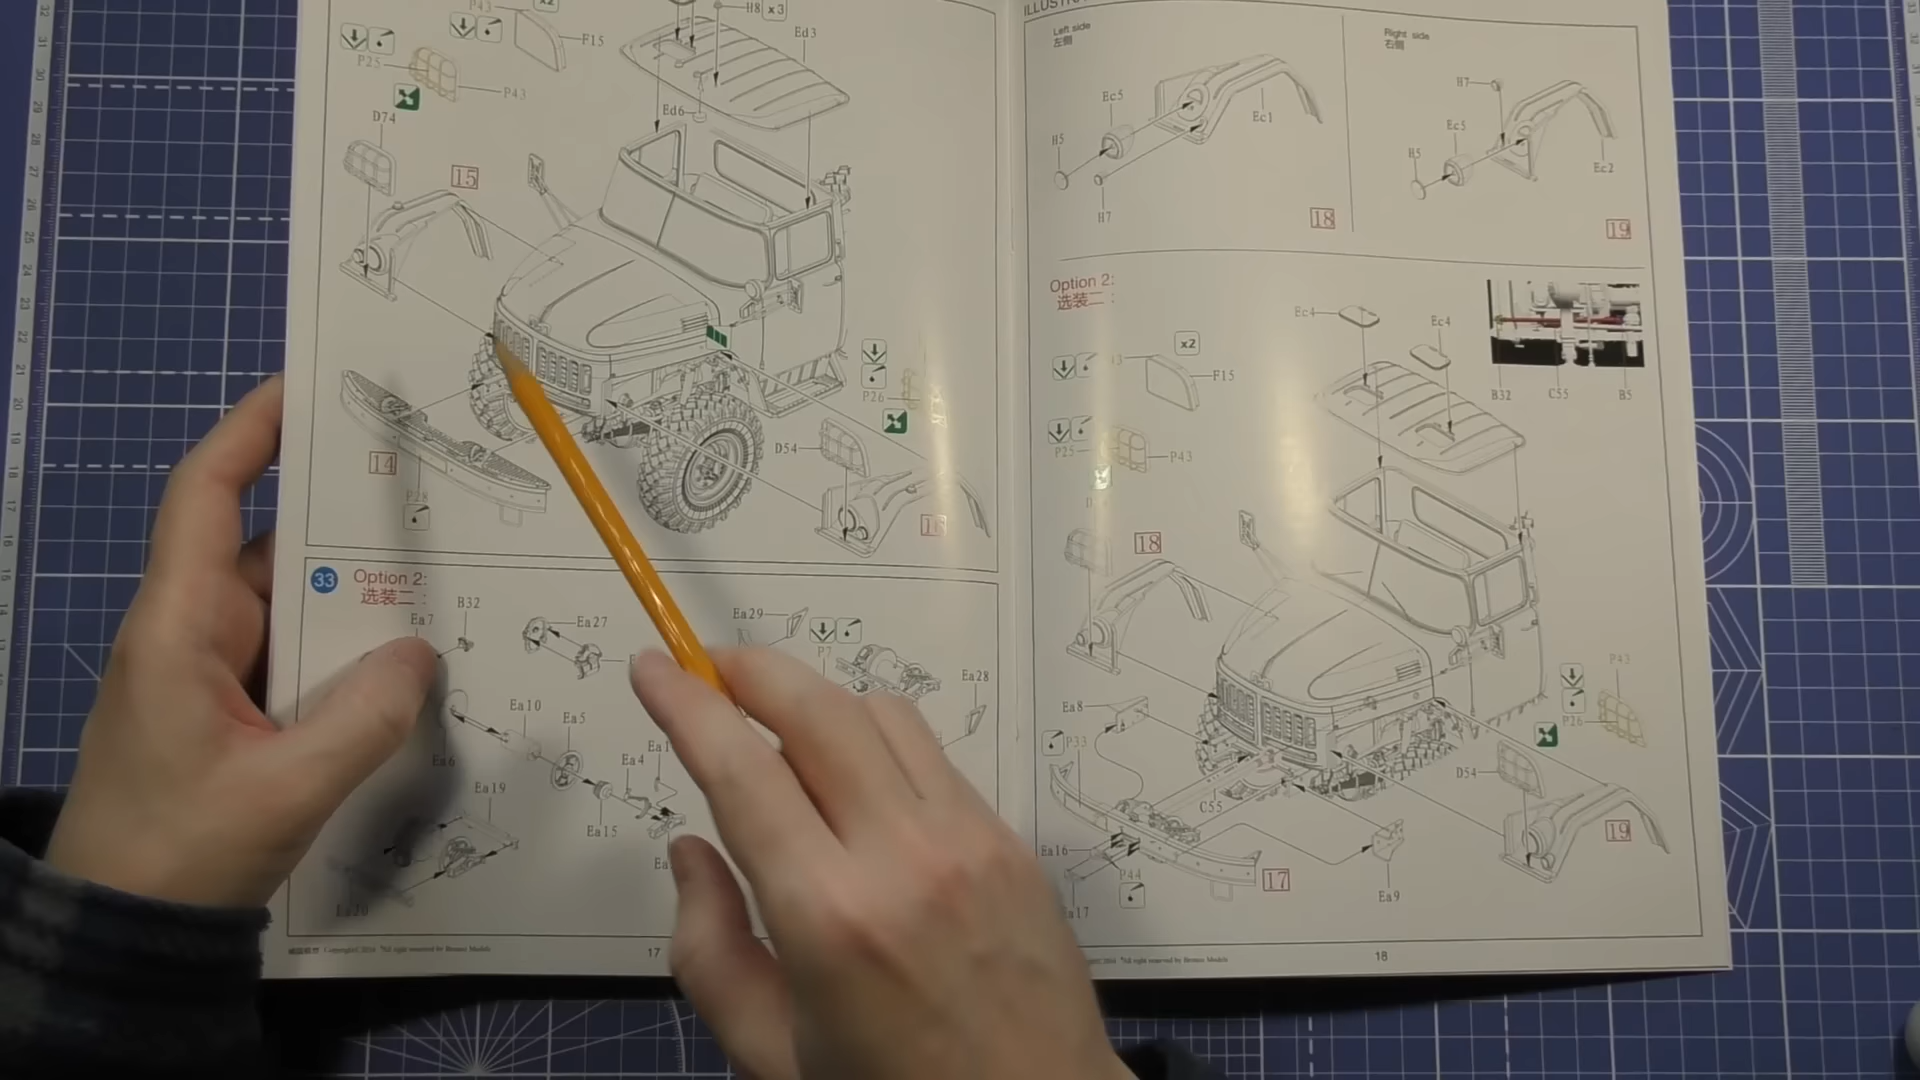 P43
x2
H8 x3
F15
Ed3
P25
P43
Ed6
D74
15
P26
D54
14
P28
16
33
Option 2:
选装二：
Ea7
B32
Ea27
Ea29
P7
Ea28
Ea10
Ea5
Ea6
Ea4
Ea19
Ea15
Ea20
17
Left side
左侧
Right side
右侧
H7
Ec5
Ec1
Ec5
H5
H5
Ec2
H7
18
19
Option 2:
选装二：
Ec4
Ec4
x2
F15
B32
C55
B5
P25
P43
18
P43
Ea8
P33
P26
D54
C55
19
Ea16
P44
17
Ea9
Ea17
18